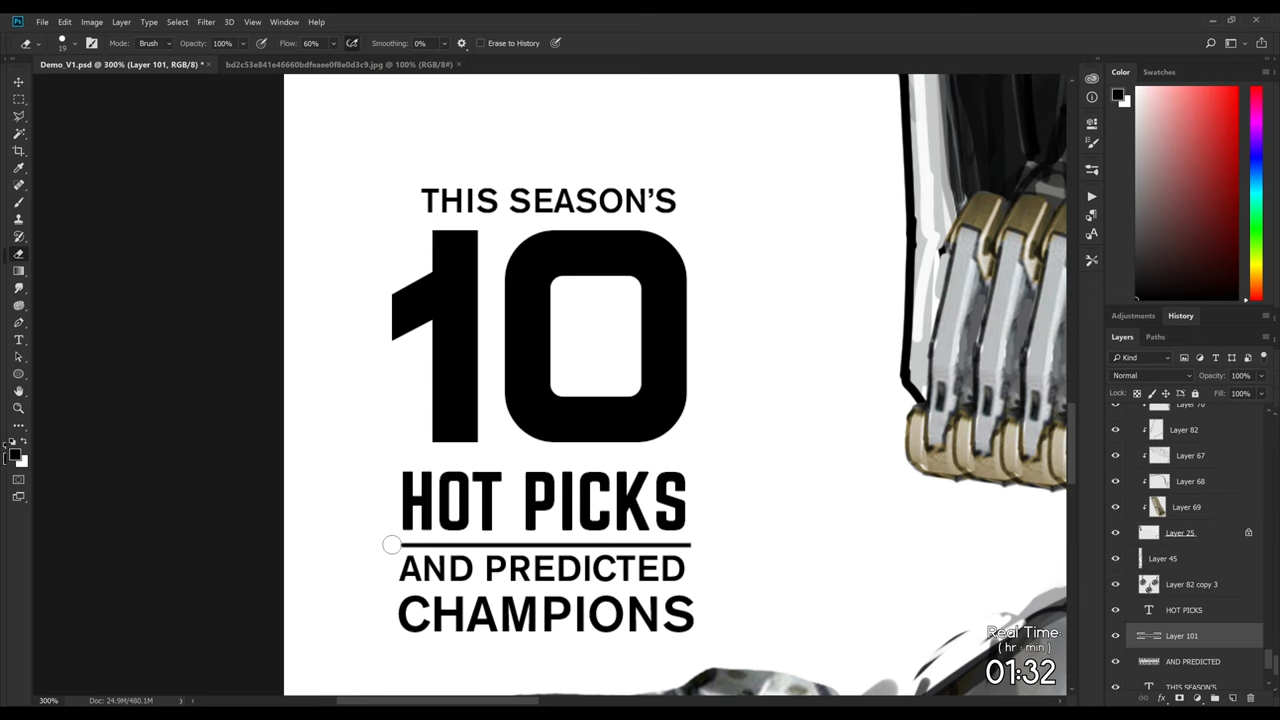 Ps File Edit Image Layer Type Select Filter 3D View Window Help
19 Mode: Brush Opacity: 100% Flow: 60% Smoothing: 0% Erase to History
Demo_V1.psd @ 300% (Layer 101, RGB/8) * × bd2c53e841e46660bdfeaee0f8e0d3c9.jpg @ 100% (RGB/8#) ×
Color Swatches
THIS SEASON'S
10
HOT PICKS
AND PREDICTED
CHAMPIONS
Adjustments History
Layers Paths
Kind
Normal Opacity: 100%
Lock: Fill: 100%
Layer 70
Layer 82
Layer 67
Layer 68
Layer 69
Layer 25
Layer 45
Layer 82 copy 3
HOT PICKS
Layer 101
AND PREDICTED
THIS SEASON'S
Real Time:
( hr : min )
01:32
300% Doc: 24.9M/480.1M